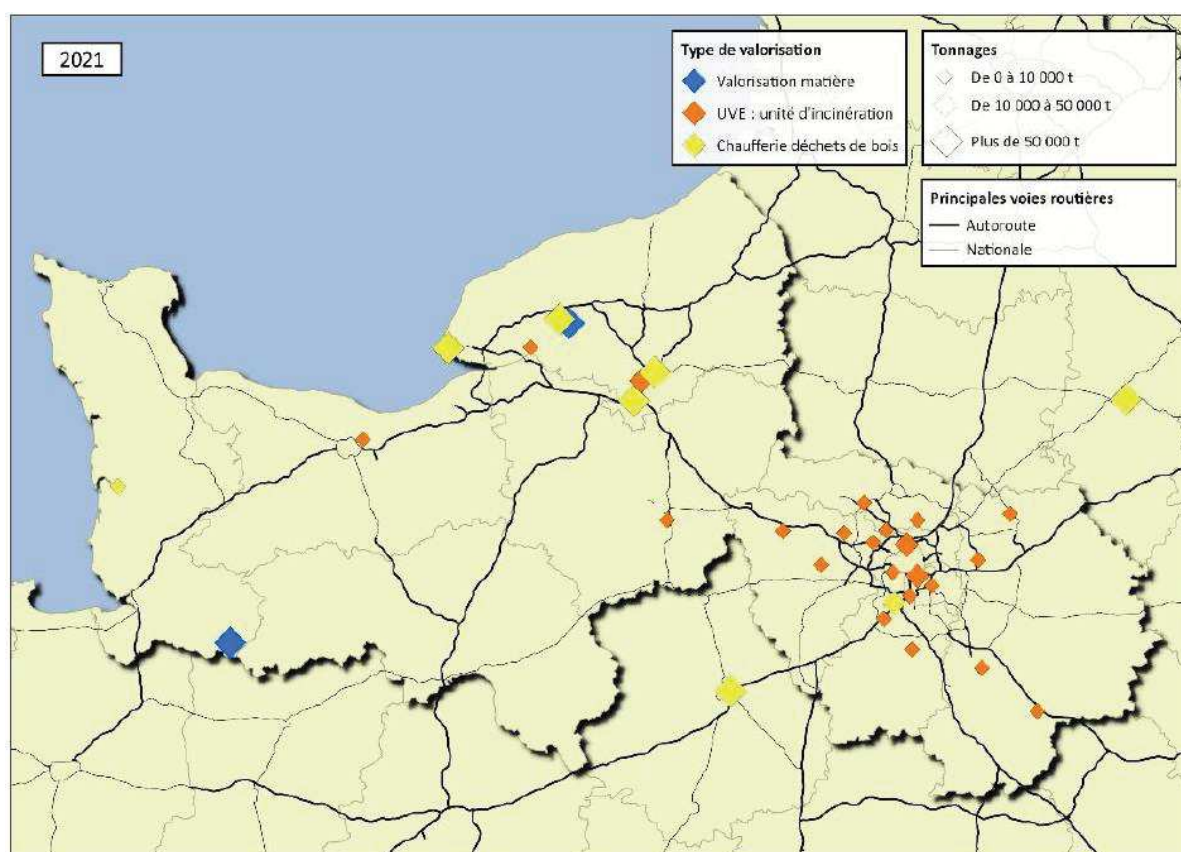 2021
Type de valorisation
Valorisation matière
UVE : unité d'incinération
Chaufferie déchets de bois
Tonnages
De 0 à 10 000 t
De 10 000 à 50 000 t
Plus de 50 000 t
Principales voies routières
Autoroute
Nationale